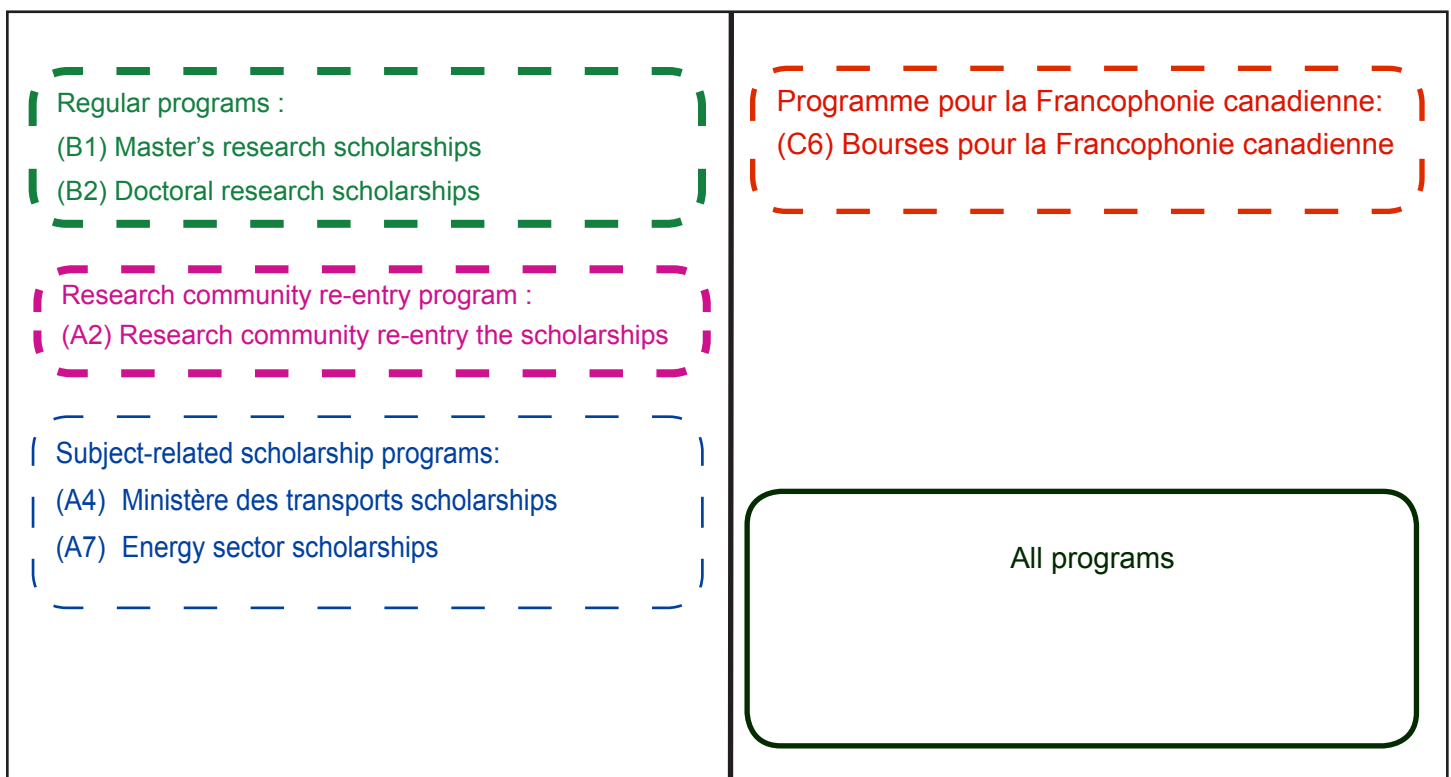 Regular programs :
(B1) Master’s research scholarships
(B2) Doctoral research scholarships
Research community re-entry program :
(A2) Research community re-entry the scholarships
Subject-related scholarship programs:
(A4) Ministère des transports scholarships
(A7) Energy sector scholarships
Programme pour la Francophonie canadienne:
(C6) Bourses pour la Francophonie canadienne
All programs